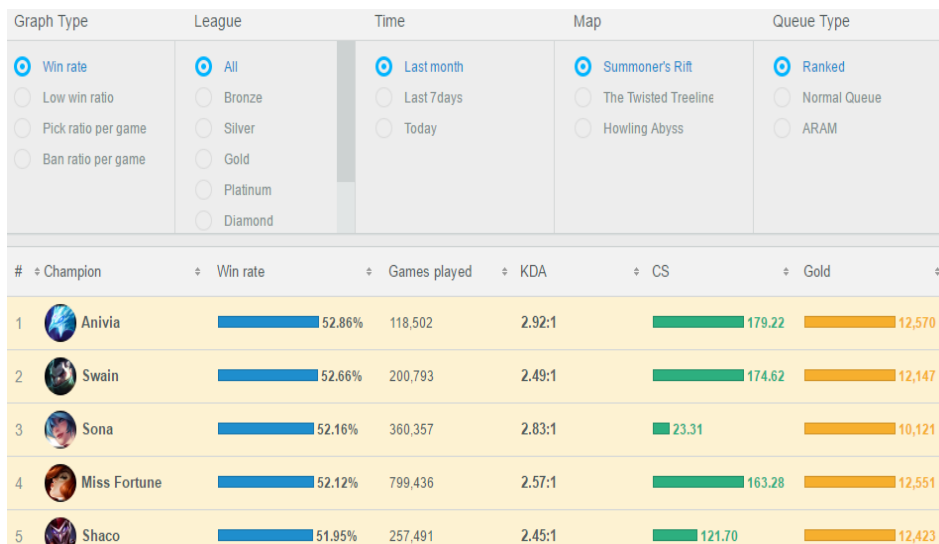 Graph Type League Time Map Queue Type
Win rate All Last month Summoner's Rift Ranked
Low win ratio Bronze Last 7days The Twisted Treeline Normal Queue
Pick ratio per game Silver Today Howling Abyss ARAM
Ban ratio per game Gold
Platinum
Diamond
# Champion Win rate Games played KDA CS Gold
1 Anivia 52.86% 118,502 2.92:1 179.22 12,570
2 Swain 52.66% 200,793 2.49:1 174.62 12,147
3 Sona 52.16% 360,357 2.83:1 23.31 10,121
4 Miss Fortune 52.12% 799,436 2.57:1 163.28 12,551
5 Shaco 51.95% 257,491 2.45:1 121.70 12,423